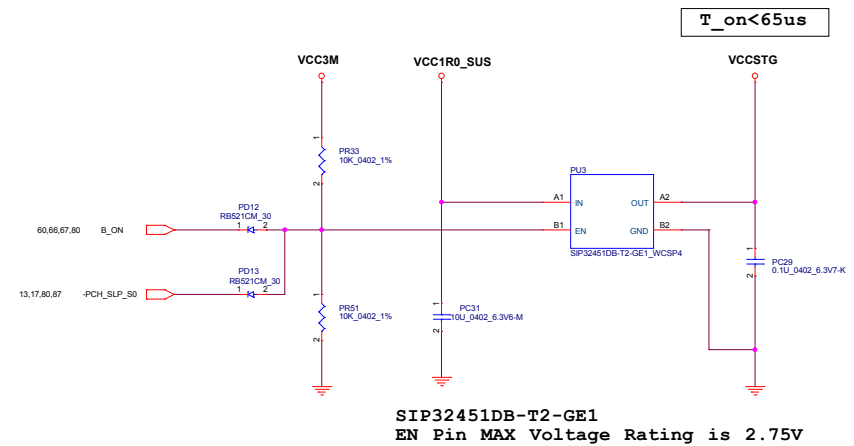 T_on<65us
VCC3M
VCC1R0_SUS
VCCSTG
1
PR33
10K_0402_1%
2
PU3
PD12
RB521CM_30
A1
IN
OUT
A2
60,66,67,80
B_ON
1
2
B1
EN
GND
B2
SIP32451DB-T2-GE1_WCSP4
1
PC29
0.1U_0402_6.3V7-K
2
PD13
RB521CM_30
13,17,80,87
-PCH_SLP_S0
1
2
1
PR51
10K_0402_1%
2
1
PC31
10U_0402_6.3V6-M
2
SIP32451DB-T2-GE1
EN Pin MAX Voltage Rating is 2.75V